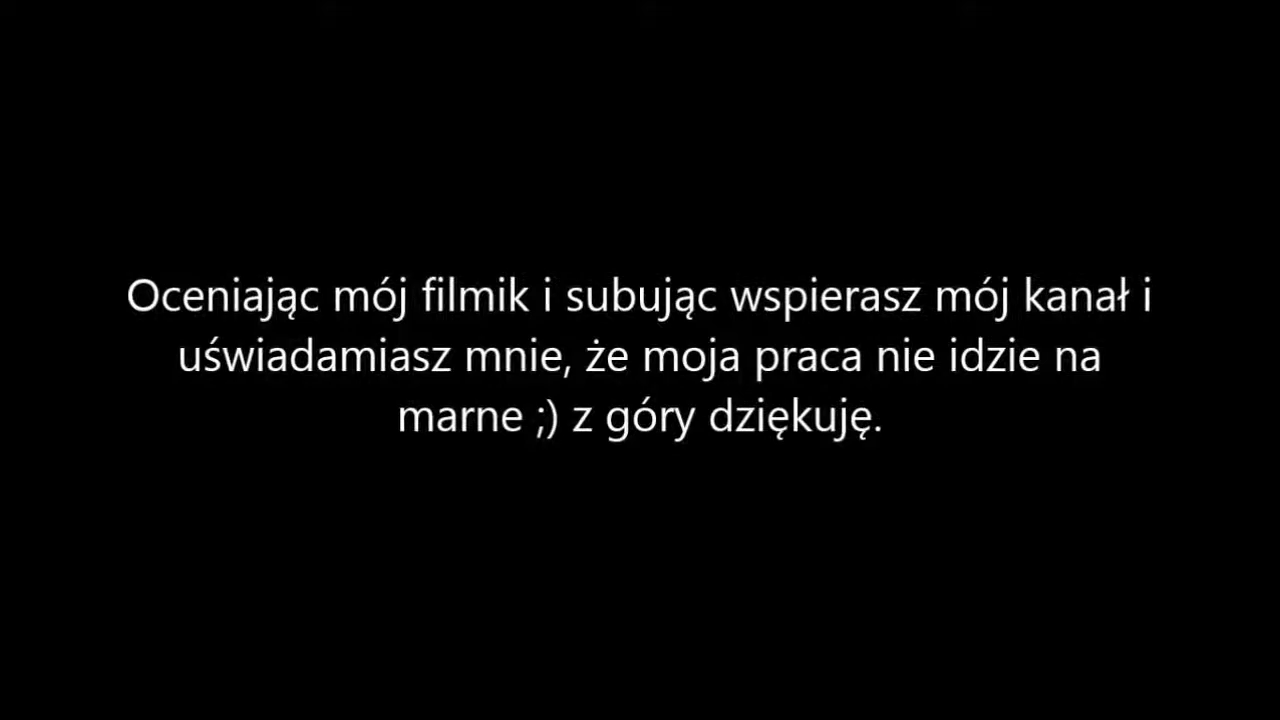 Oceniając mój filmik i subując wspierasz mój kanał i
uświadamiasz mnie, że moja praca nie idzie na
marne ;) z góry dziękuję.